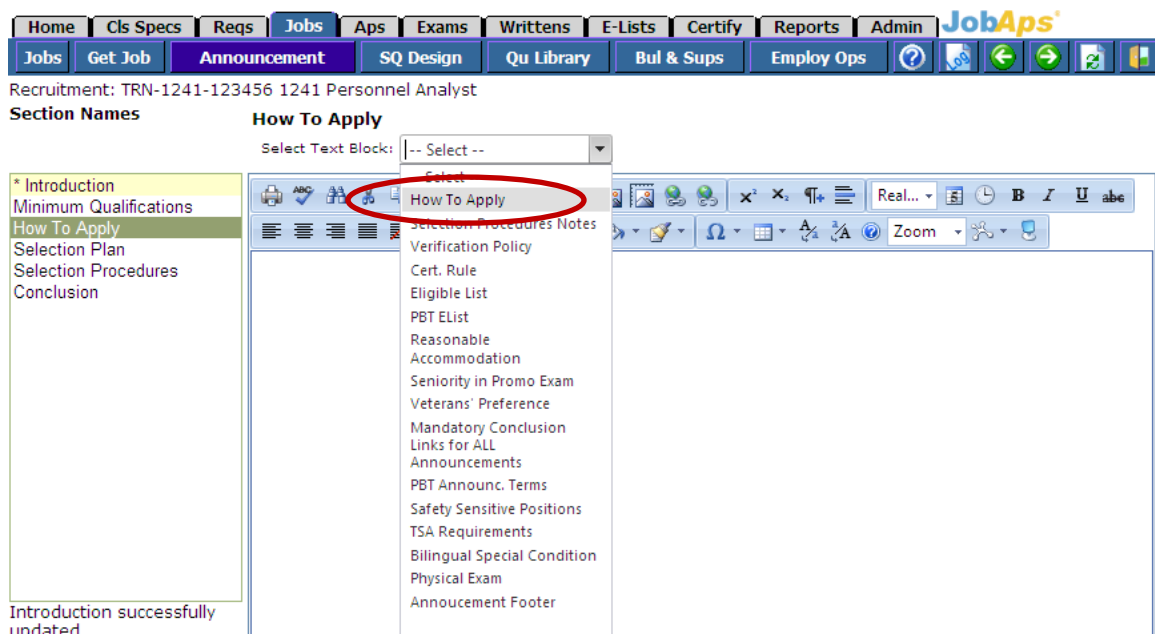 Home Cls Specs Reqs Jobs Aps Exams Writtens E-Lists Certify Reports Admin JobAps
Jobs Get Job Announcement SQ Design Qu Library Bul & Sups Employ Ops
Recruitment: TRN-1241-123456 1241 Personnel Analyst
Section Names
How To Apply
Select Text Block: -- Select --
* Introduction
Minimum Qualifications
How To Apply
Selection Plan
Selection Procedures
Conclusion
Real... B I U abc
Zoom
Select
How To Apply
Selection Procedures Notes
Verification Policy
Cert. Rule
Eligible List
PBT EList
Reasonable
Accommodation
Seniority in Promo Exam
Veterans' Preference
Mandatory Conclusion
Links for ALL
Announcements
PBT Announc. Terms
Safety Sensitive Positions
TSA Requirements
Bilingual Special Condition
Physical Exam
Annoucement Footer
Introduction successfully
updated